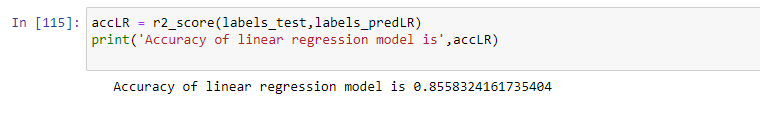 In [115]: accLR = r2_score(labels_test,labels_predLR)
print('Accuracy of linear regression model is',accLR)
Accuracy of linear regression model is 0.8558324161735404